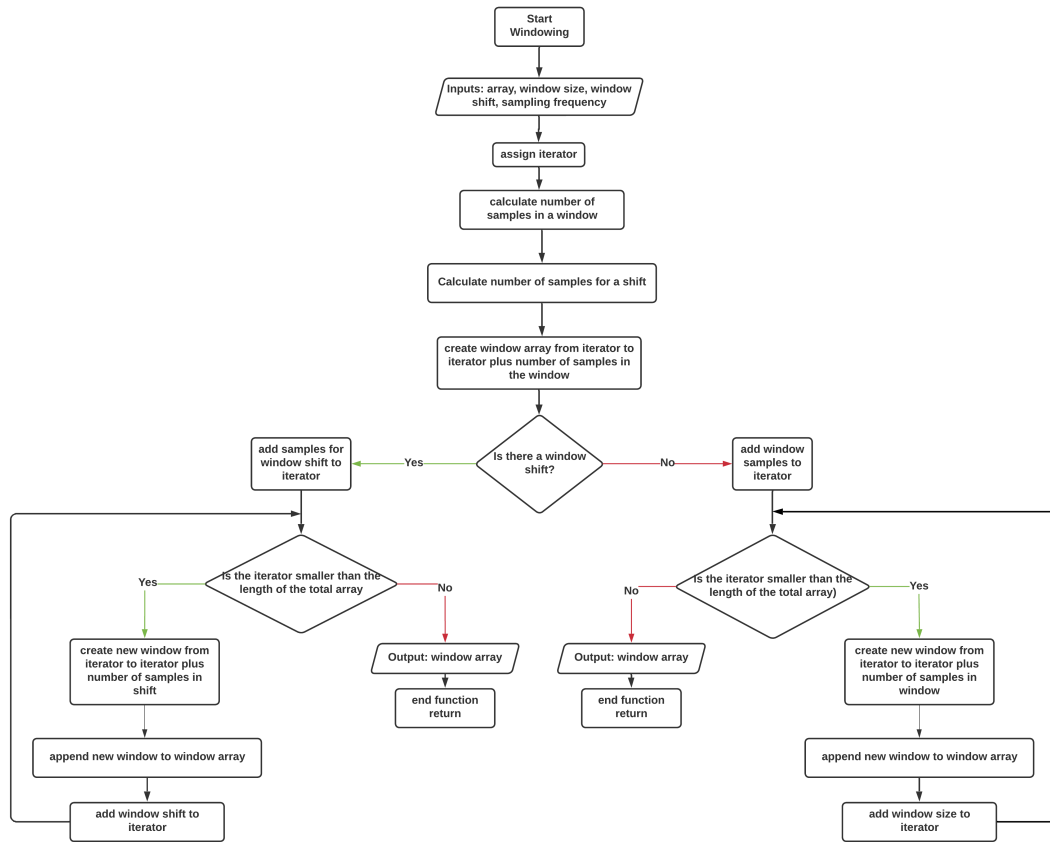 Start
Windowing
Inputs: array, window size, window
shift, sampling frequency
assign iterator
calculate number of
samples in a window
Calculate number of samples for a shift
create window array from iterator to
iterator plus number of samples in
the window
Is there a window
shift?
Yes
No
add samples for
window shift to
iterator
add window
samples to
iterator
Is the iterator smaller than the
length of the total array
Yes
No
Is the iterator smaller than the
length of the total array)
No
Yes
create new window from
iterator to iterator plus
number of samples in
shift
Output: window array
end function
return
Output: window array
end function
return
create new window from
iterator to iterator plus
number of samples in
window
append new window to window array
append new window to window array
add window shift to
iterator
add window size to
iterator